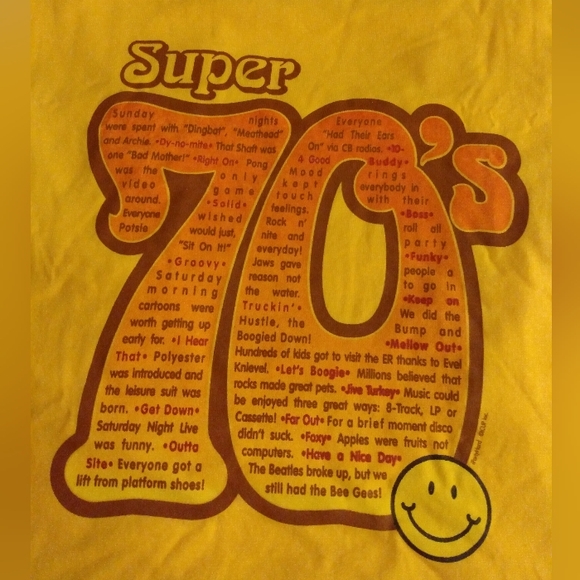 Super
70's
Sunday nights
were spent with "Dingbat", "Meathead"
and Archie. •Dy-no-mite• That Shaft was
one "Bad Mother!" •Right On• Pong
was the only
video game
around. •Solid•
Everyone wished
Potsie would just,
"Sit On It!"
•Groovy•
Saturday
morning
cartoons were
worth getting up
early for. •I Hear
That• Polyester
was introduced and
the leisure suit was
born. •Get Down•
Saturday Night Live
was funny. •Outta
Site• Everyone got a
lift from platform shoes!
Everyone
"Had Their Ears
On" via CB radios. •10-
4 Good Buddy•
Mood rings
kept everybody in
touch with their
feelings. •Boss•
Rock n' roll all
nite and party
everyday! •Funky•
Jaws gave people a
reason not to go in
the water. •Keep on
Truckin'• We did the
Hustle, the Bump and
Boogied Down! •Mellow Out•
Hundreds of kids got to visit the ER thanks to Evel
Knievel. •Let's Boogie• Millions believed that
rocks made great pets. •Jive Turkey• Music could
be enjoyed three great ways: 8-Track, LP or
Cassette! •Far Out• For a brief moment disco
didn't suck. •Foxy• Apples were fruits not
computers. •Have a Nice Day•
The Beatles broke up, but we
still had the Bee Gees!